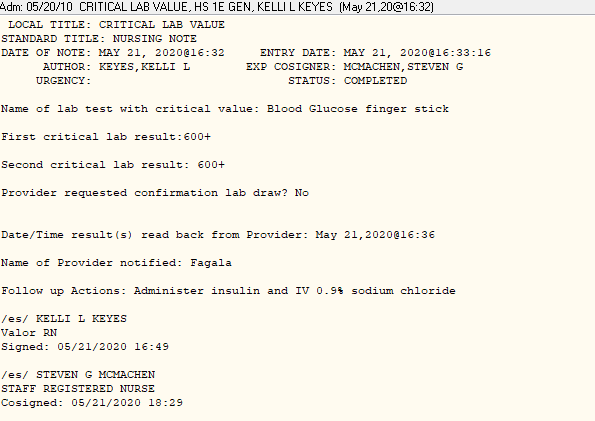 Adm: 05/20/10 CRITICAL LAB VALUE, HS 1E GEN, KELLI L KEYES (May 21,20@16:32)
LOCAL TITLE: CRITICAL LAB VALUE
STANDARD TITLE: NURSING NOTE
DATE OF NOTE: MAY 21, 2020@16:32 ENTRY DATE: MAY 21, 2020@16:33:16
AUTHOR: KEYES,KELLI L EXP COSIGNER: MCMACHEN,STEVEN G
URGENCY: STATUS: COMPLETED
Name of lab test with critical value: Blood Glucose finger stick
First critical lab result:600+
Second critical lab result: 600+
Provider requested confirmation lab draw? No
Date/Time result(s) read back from Provider: May 21,2020@16:36
Name of Provider notified: Fagala
Follow up Actions: Administer insulin and IV 0.9% sodium chloride
/es/ KELLI L KEYES
Valor RN
Signed: 05/21/2020 16:49
/es/ STEVEN G MCMACHEN
STAFF REGISTERED NURSE
Cosigned: 05/21/2020 18:29